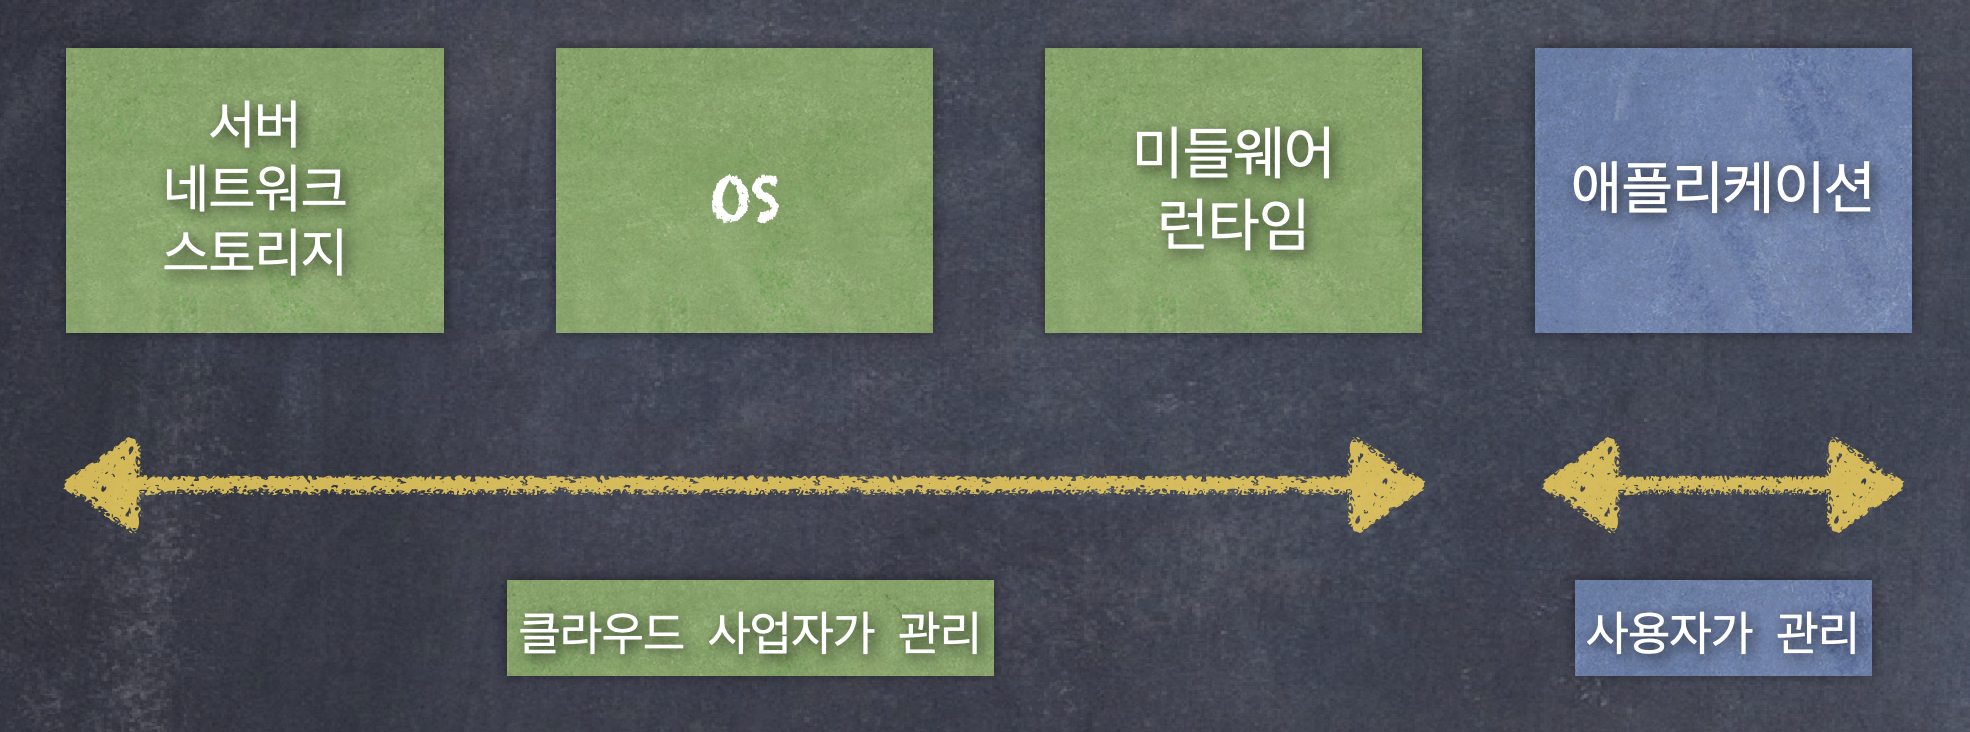 서버
네트워크
스토리지
OS
미들웨어
런타임
애플리케이션
클라우드 사업자가 관리
사용자가 관리